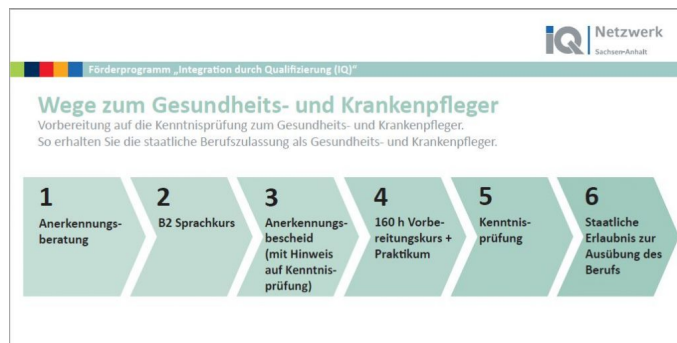 iQ Netzwerk
Sachsen-Anhalt
Förderprogramm „Integration durch Qualifizierung (IQ)“
Wege zum Gesundheits- und Krankenpfleger
Vorbereitung auf die Kenntnisprüfung zum Gesundheits- und Krankenpfleger.
So erhalten Sie die staatliche Berufszulassung als Gesundheits- und Krankenpfleger.
1
Anerkennungs-
beratung
2
B2 Sprachkurs
3
Anerkennungs-
bescheid
(mit Hinweis
auf Kenntnis-
prüfung)
4
160 h Vorbe-
reitungskurs +
Praktikum
5
Kenntnis-
prüfung
6
Staatliche
Erlaubnis zur
Ausübung des
Berufs